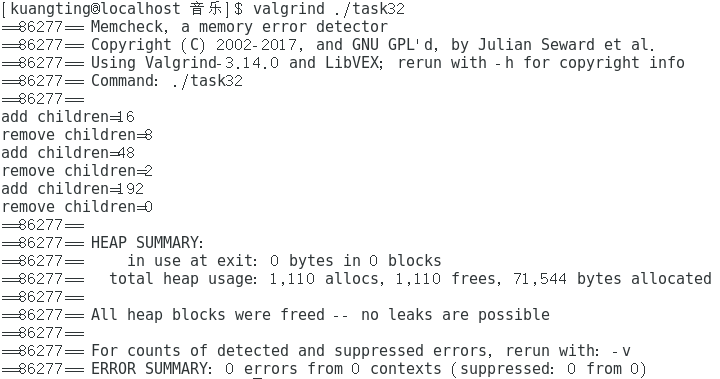 [kuangting@localhost 音乐]$ valgrind ./task32
==86277== Memcheck, a memory error detector
==86277== Copyright (C) 2002-2017, and GNU GPL'd, by Julian Seward et al.
==86277== Using Valgrind-3.14.0 and LibVEX; rerun with -h for copyright info
==86277== Command: ./task32
==86277==
add children=16
remove children=8
add children=48
remove children=2
add children=192
remove children=0
==86277==
==86277== HEAP SUMMARY:
==86277==     in use at exit: 0 bytes in 0 blocks
==86277==   total heap usage: 1,110 allocs, 1,110 frees, 71,544 bytes allocated
==86277==
==86277== All heap blocks were freed -- no leaks are possible
==86277==
==86277== For counts of detected and suppressed errors, rerun with: -v
==86277== ERROR SUMMARY: 0 errors from 0 contexts (suppressed: 0 from 0)